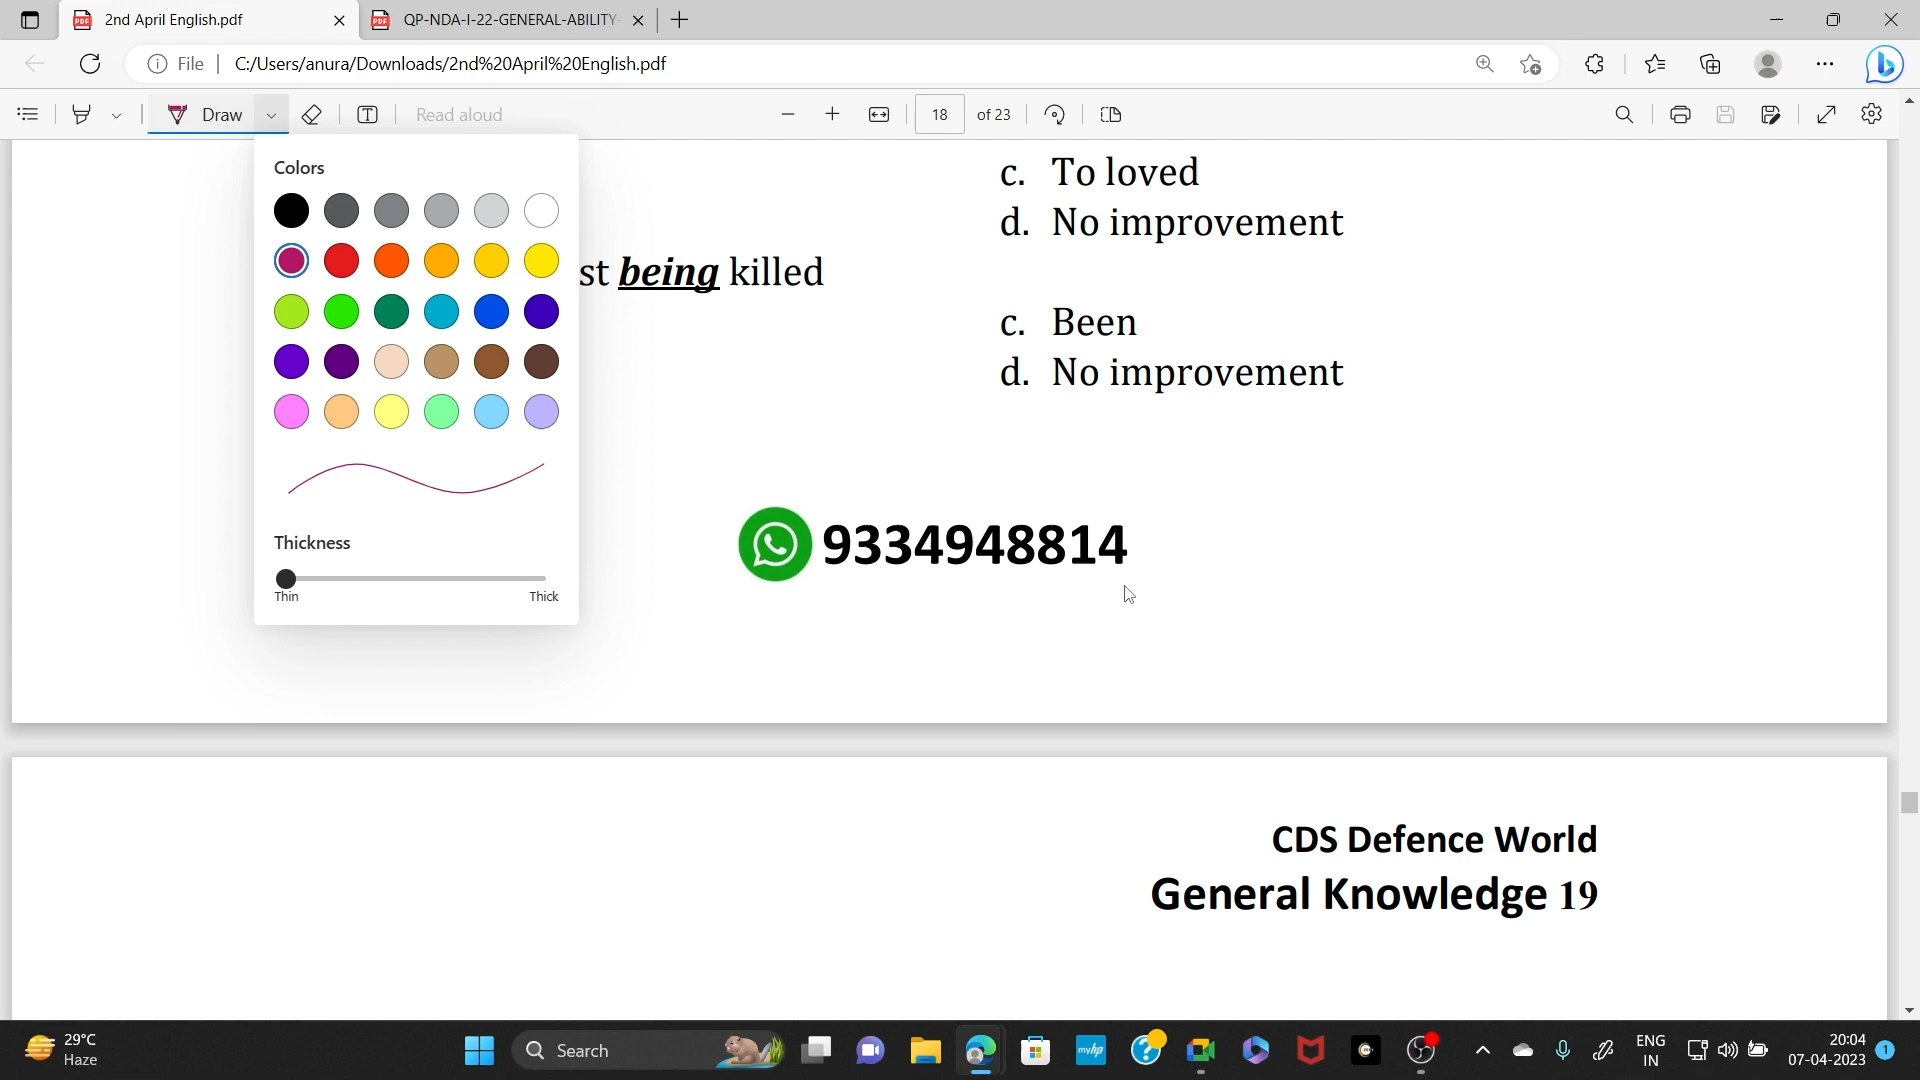 2nd April English.pdf
QP-NDA-I-22-GENERAL-ABILITY-
File
C:/Users/anura/Downloads/2nd%20April%20English.pdf
Draw
Read aloud
18 of 23
Colors
Thickness
Thin Thick
c. To loved
d. No improvement
st being killed
c. Been
d. No improvement
9334948814
CDS Defence World
General Knowledge 19
29°C
Haze
Search
myhp
ENG
IN
20:04
07-04-2023
1